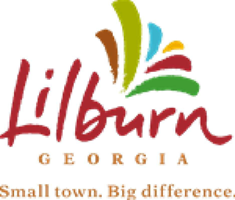 Lilburn
GEORGIA
Small town. Big difference.